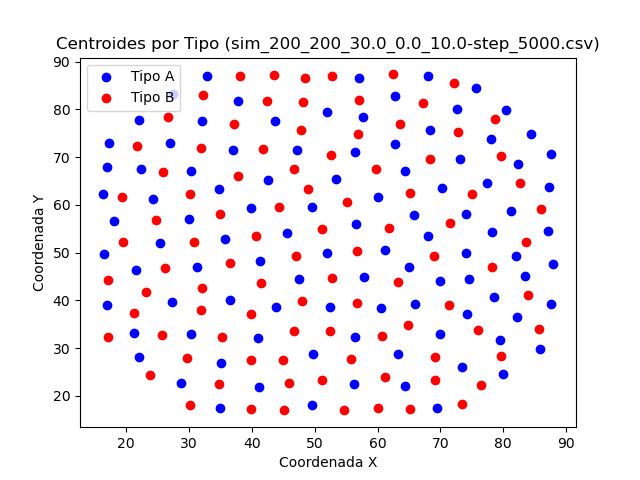 Centroides por Tipo (sim_200_200_30.0_0.0_10.0-step_5000.csv)
Tipo A
Tipo B
90
80
70
60
50
40
30
20
Coordenada Y
20 30 40 50 60 70 80 90
Coordenada X